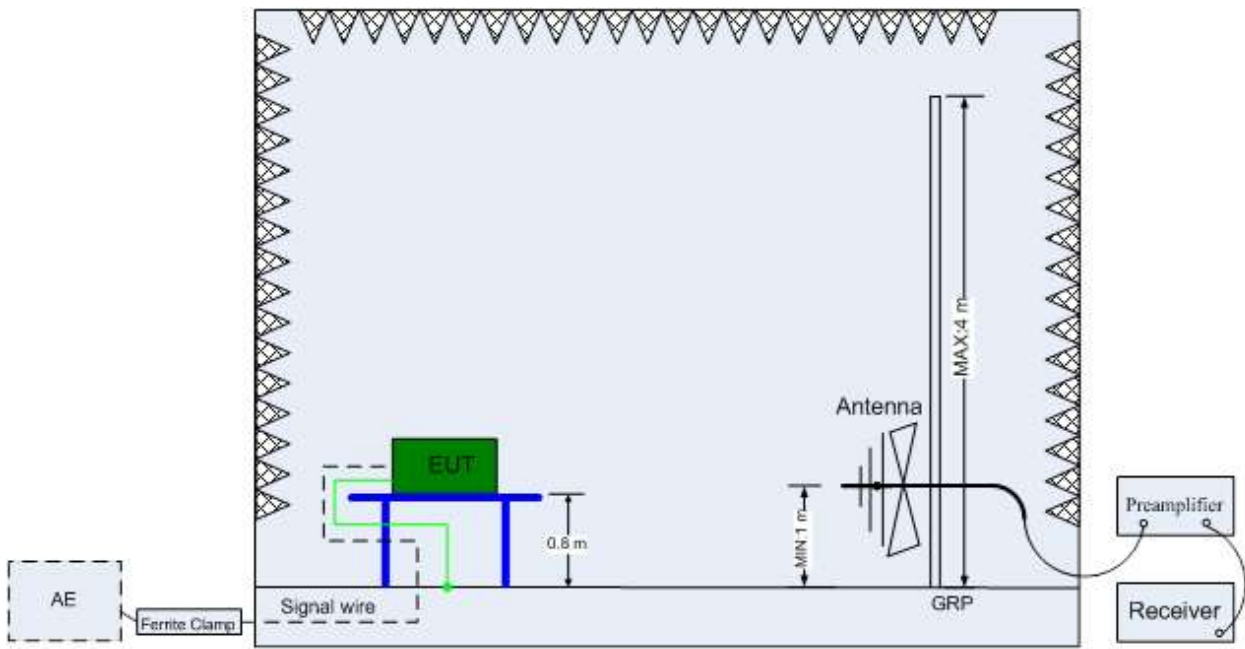 MAX:4 m
Antenna
EUT
0.8 m
MIN:1 m
Preamplifier
AE
Ferrite Clamp
Signal wire
GRP
Receiver